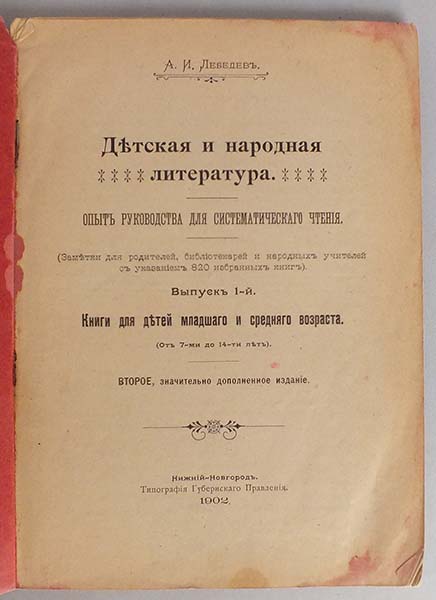 А. И. Лебедевъ.
Дѣтская и народная
литература.
ОПЫТЪ РУКОВОДСТВА ДЛЯ СИСТЕМАТИЧЕСКАГО ЧТЕНІЯ.
(Замѣтки для родителей, библіотекарей и народныхъ учителей
съ указаніемъ 820 избранныхъ книгъ).
Выпускъ 1-й.
Книги для дѣтей младшаго и средняго возраста.
(Отъ 7-ми до 14-ти лѣтъ).
ВТОРОЕ, значительно дополненное изданіе.
Нижній-Новгородъ.
Типографія Губернскаго Правленія.
1902.